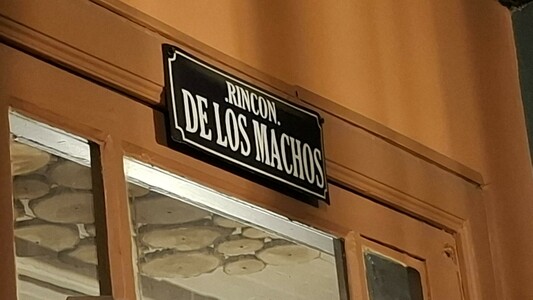 .RINCON.
DE LOS MACHOS